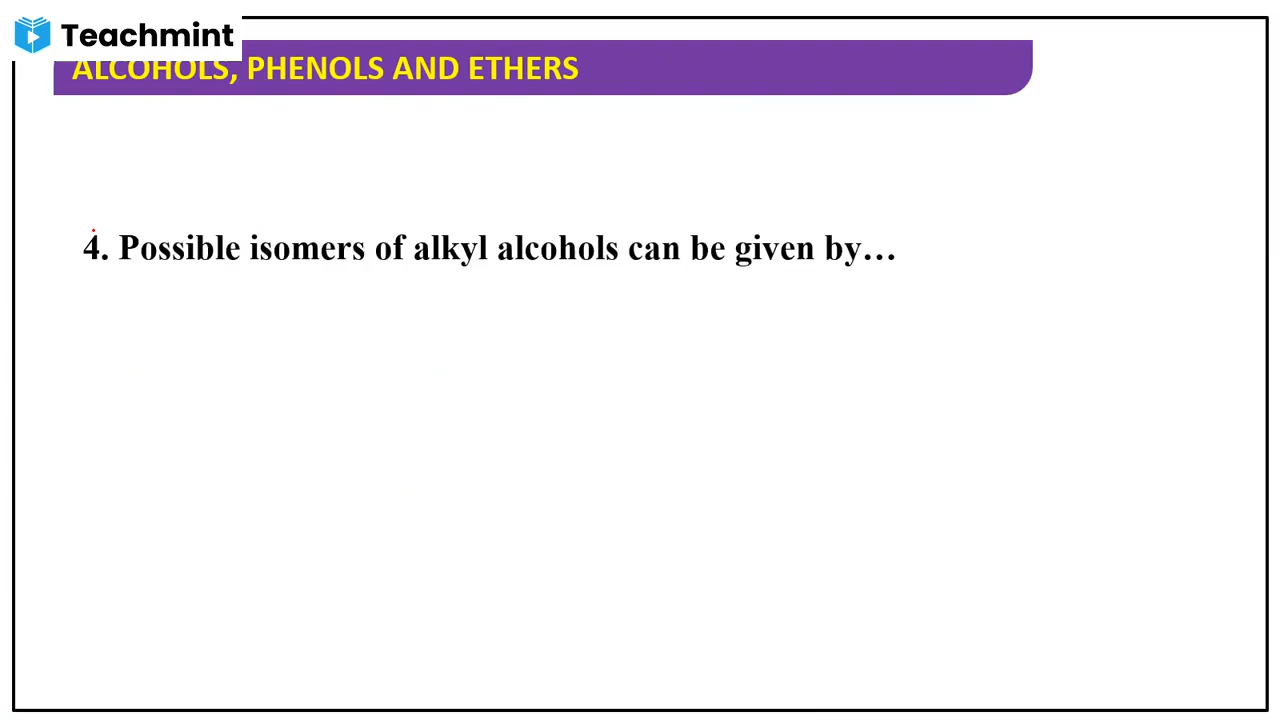 Teachmint
ALCOHOLS, PHENOLS AND ETHERS
4. Possible isomers of alkyl alcohols can be given by…